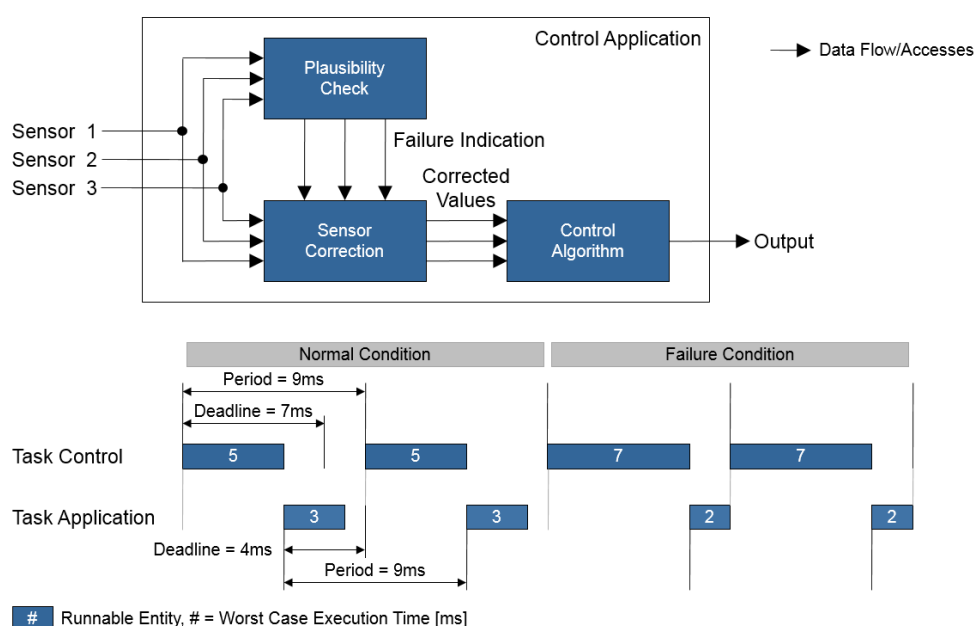 Control Application
Data Flow/Accesses
Plausibility
Check
Sensor 1
Sensor 2
Sensor 3
Failure Indication
Corrected
Values
Sensor
Correction
Control
Algorithm
Output
Normal Condition
Failure Condition
Period = 9ms
Deadline = 7ms
Task Control
5
5
7
7
Task Application
3
3
2
2
Deadline = 4ms
Period = 9ms
# Runnable Entity, # = Worst Case Execution Time [ms]